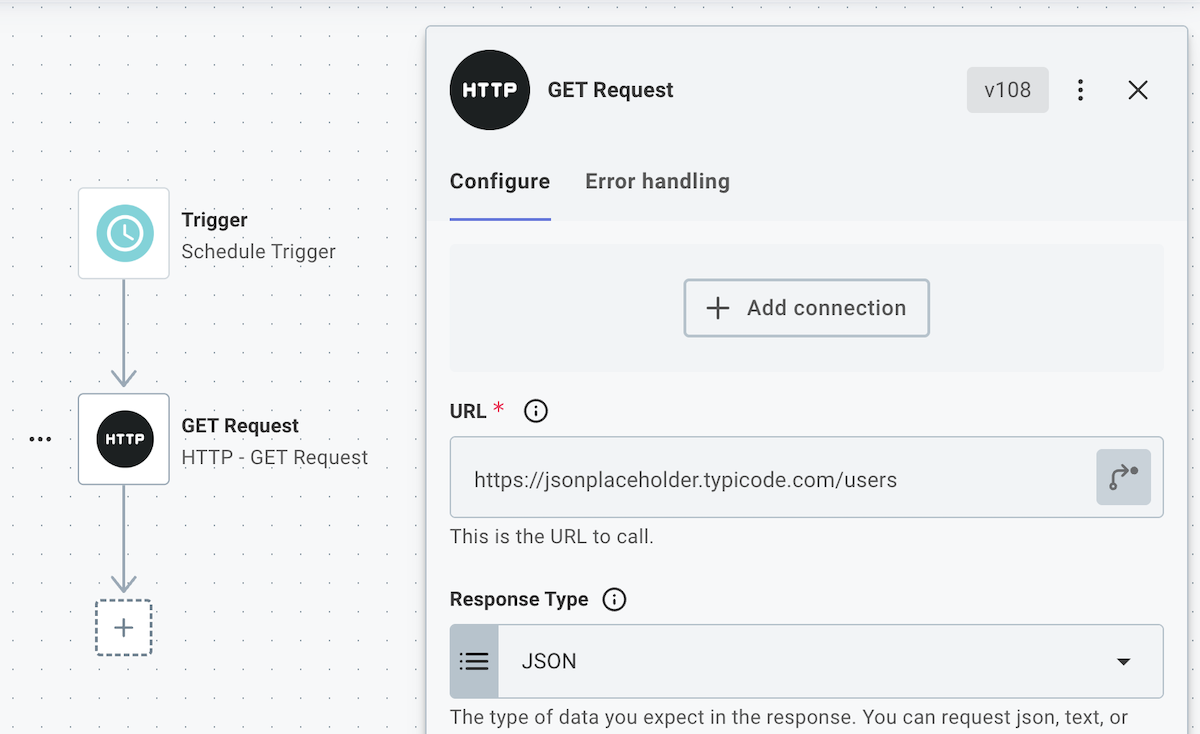 Trigger
Schedule Trigger
HTTP
GET Request
HTTP - GET Request
HTTP
GET Request
v108
Configure
Error handling
Add connection
URL *
https://jsonplaceholder.typicode.com/users
This is the URL to call.
Response Type
JSON
The type of data you expect in the response. You can request json, text, or